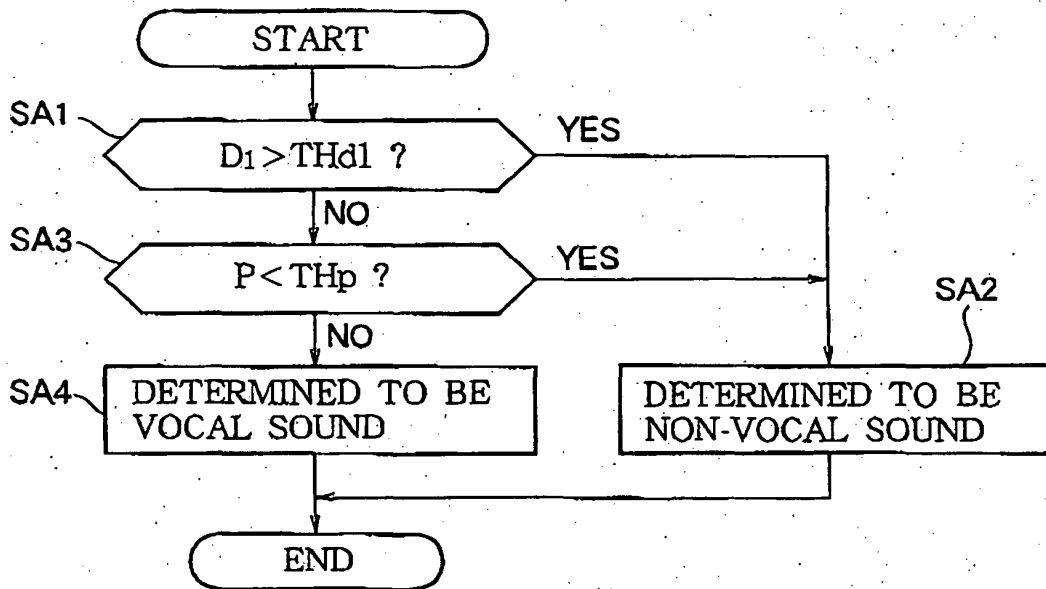 START
SA1
D1>THd1 ?
YES
NO
SA3
P<THp ?
YES
NO
SA2
SA4
DETERMINED TO BE
VOCAL SOUND
DETERMINED TO BE
NON-VOCAL SOUND
END